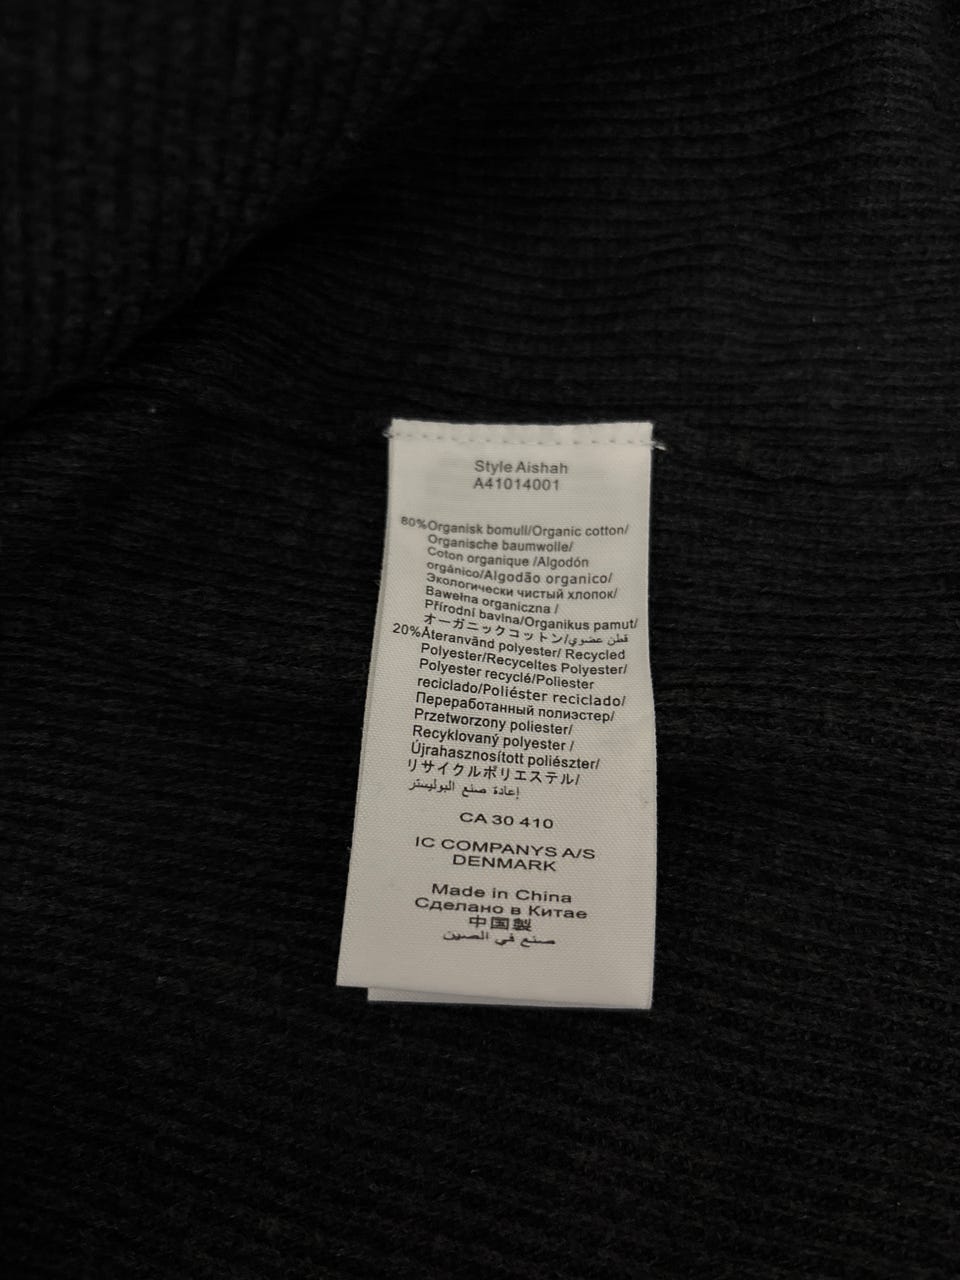 Style Aishah
A41014001
80%Organisk bomull/Organic cotton/
Organische baumwolle/
Coton organique /Algodón
orgánico/Algodão organico/
Экологически чистый хлопок/
Bawełna organiczna /
Přírodní bavlna/Organikus pamut/
オーガニックコットン/قطن عضوي/
20%Återanvänd polyester/ Recycled
Polyester/Recyceltes Polyester/
Polyester recyclé/Poliester
reciclado/Poliéster reciclado/
Переработанный полиэстер/
Przetworzony poliester/
Recyklovaný polyester /
Újrahasznosított poliészter/
リサイクルポリエステル/
إعادة صنع البوليستر
CA 30 410
IC COMPANYS A/S
DENMARK
Made in China
Сделано в Китае
中国製
صنع في الصين